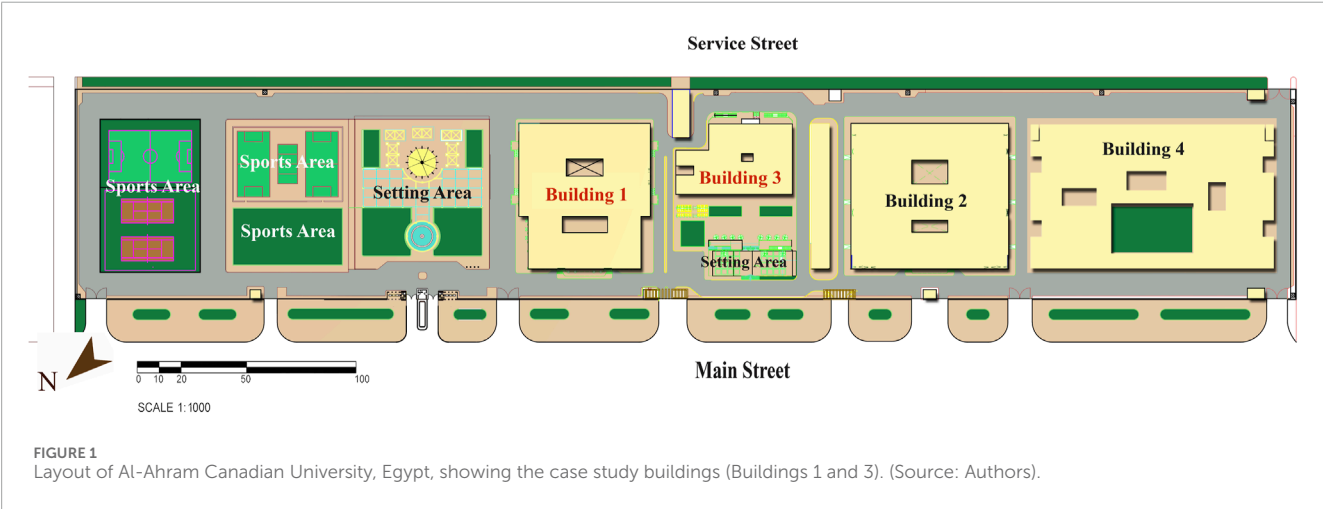 Service Street
Sports Area
Sports Area
Sports Area
Setting Area
Building 1
Building 3
Setting Area
Building 2
Building 4
Main Street
N
0 10 20 50 100
SCALE 1:1000
FIGURE 1
Layout of Al-Ahram Canadian University, Egypt, showing the case study buildings (Buildings 1 and 3). (Source: Authors).